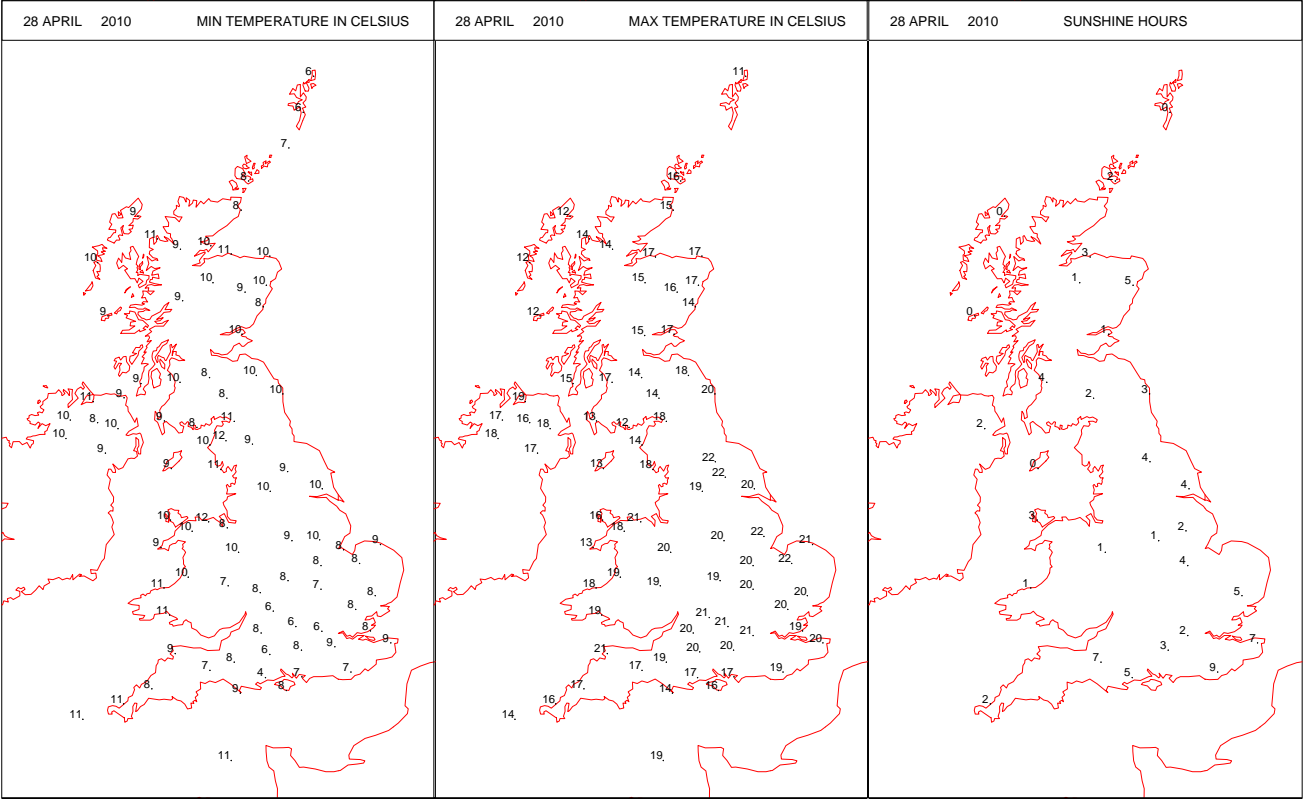 28 APRIL 2010 MIN TEMPERATURE IN CELSIUS
6
6
7
8
8
9
11
9 10 11 10
10
10 9 10
9 8
9
10
8 10
9 10
11 9 8 10
10 8 10 9 8 11
10 10 12 9
9
9 11 9
10 10
10 12
10 8
9 10 9 10 8 9
8 8
10 8
11 7 8 7 8
11 6 8
8 6 6 8
9 6 8 9 9
7 8
4 7 7
8 9 8
11
11
11
28 APRIL 2010 MAX TEMPERATURE IN CELSIUS
11
16
15
12
14
14 17 17
12
15 16 17
14
12
15 17
14 18
15 17
19 14 20
17 16 18 13 12 18
18 14
17
13 18 22
22
19 20
16 21
18
13 20 20 22 21
20 22
19 19
18 19 20 20
19 21 20
20 21 21 19
21 20 20 20
17 19
17 17 19
17 14 16
16
14
19
28 APRIL 2010 SUNSHINE HOURS
0
2
0
3
1 5
0
1
4
2 3
2
0 4
4
3
2
1 1
4
1 5
2
3 7
7
5 9
2